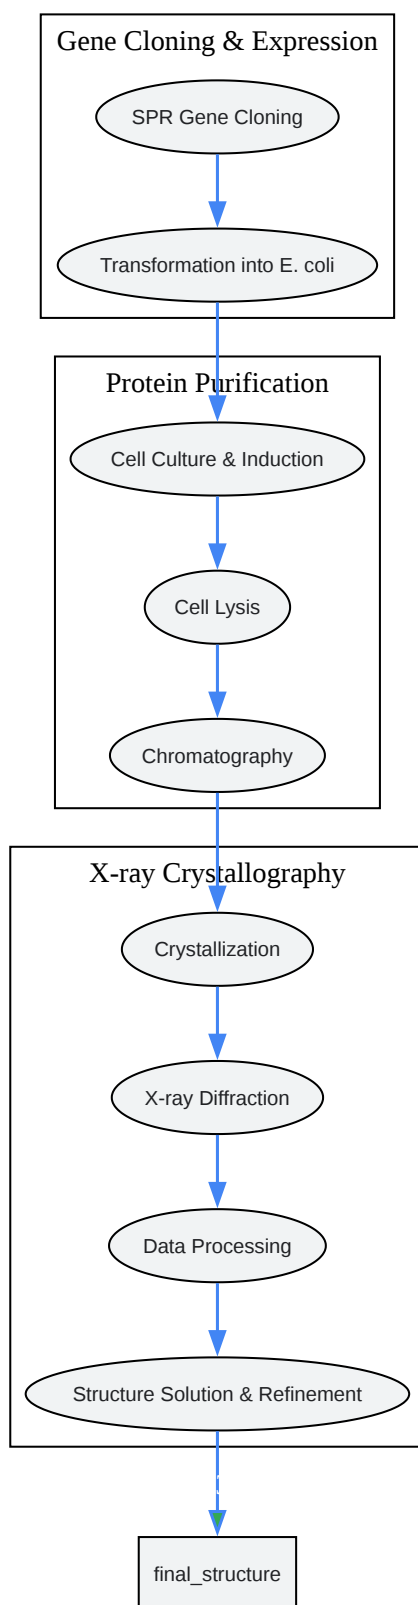 Gene Cloning & Expression
SPR Gene Cloning
Transformation into E. coli
Protein Purification
Cell Culture & Induction
Cell Lysis
Chromatography
X-ray Crystallography
Crystallization
X-ray Diffraction
Data Processing
Structure Solution & Refinement
final_structure